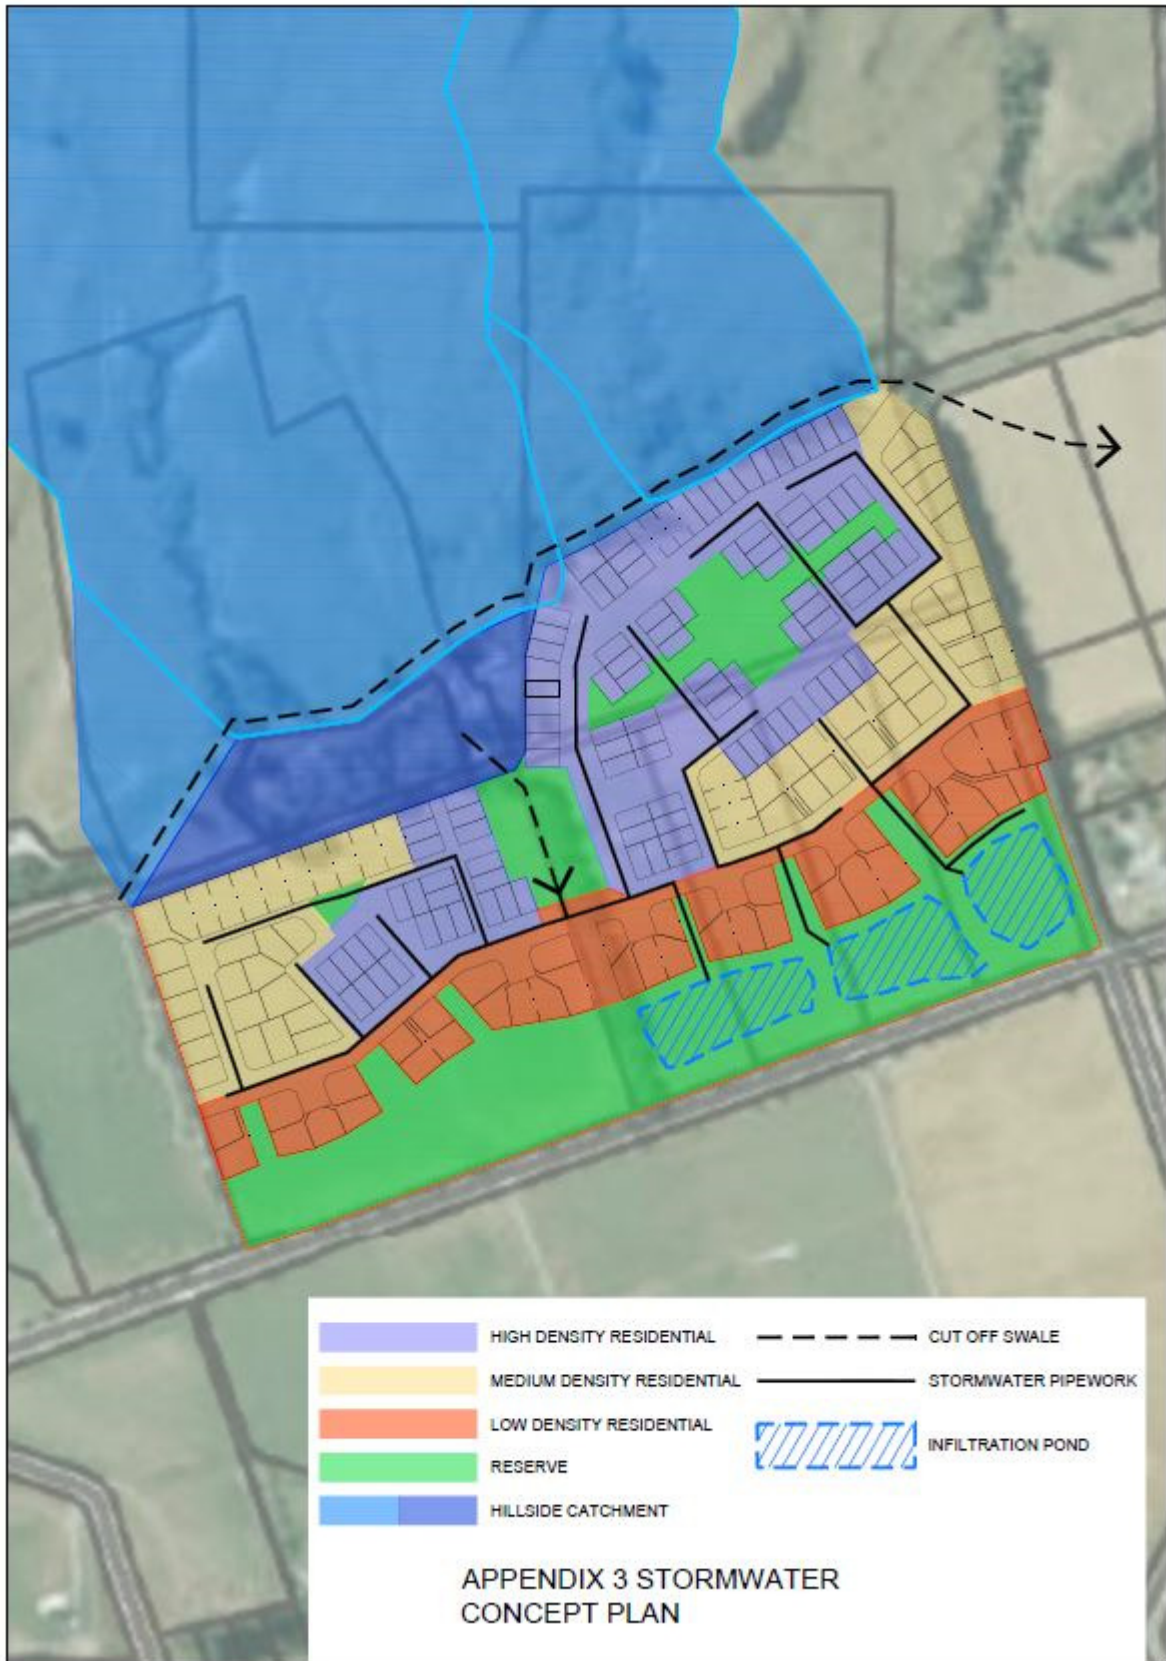 HIGH DENSITY RESIDENTIAL
CUT OFF SWALE
MEDIUM DENSITY RESIDENTIAL
STORMWATER PIPEWORK
LOW DENSITY RESIDENTIAL
INFILTRATION POND
RESERVE
HILLSIDE CATCHMENT
APPENDIX 3 STORMWATER
CONCEPT PLAN